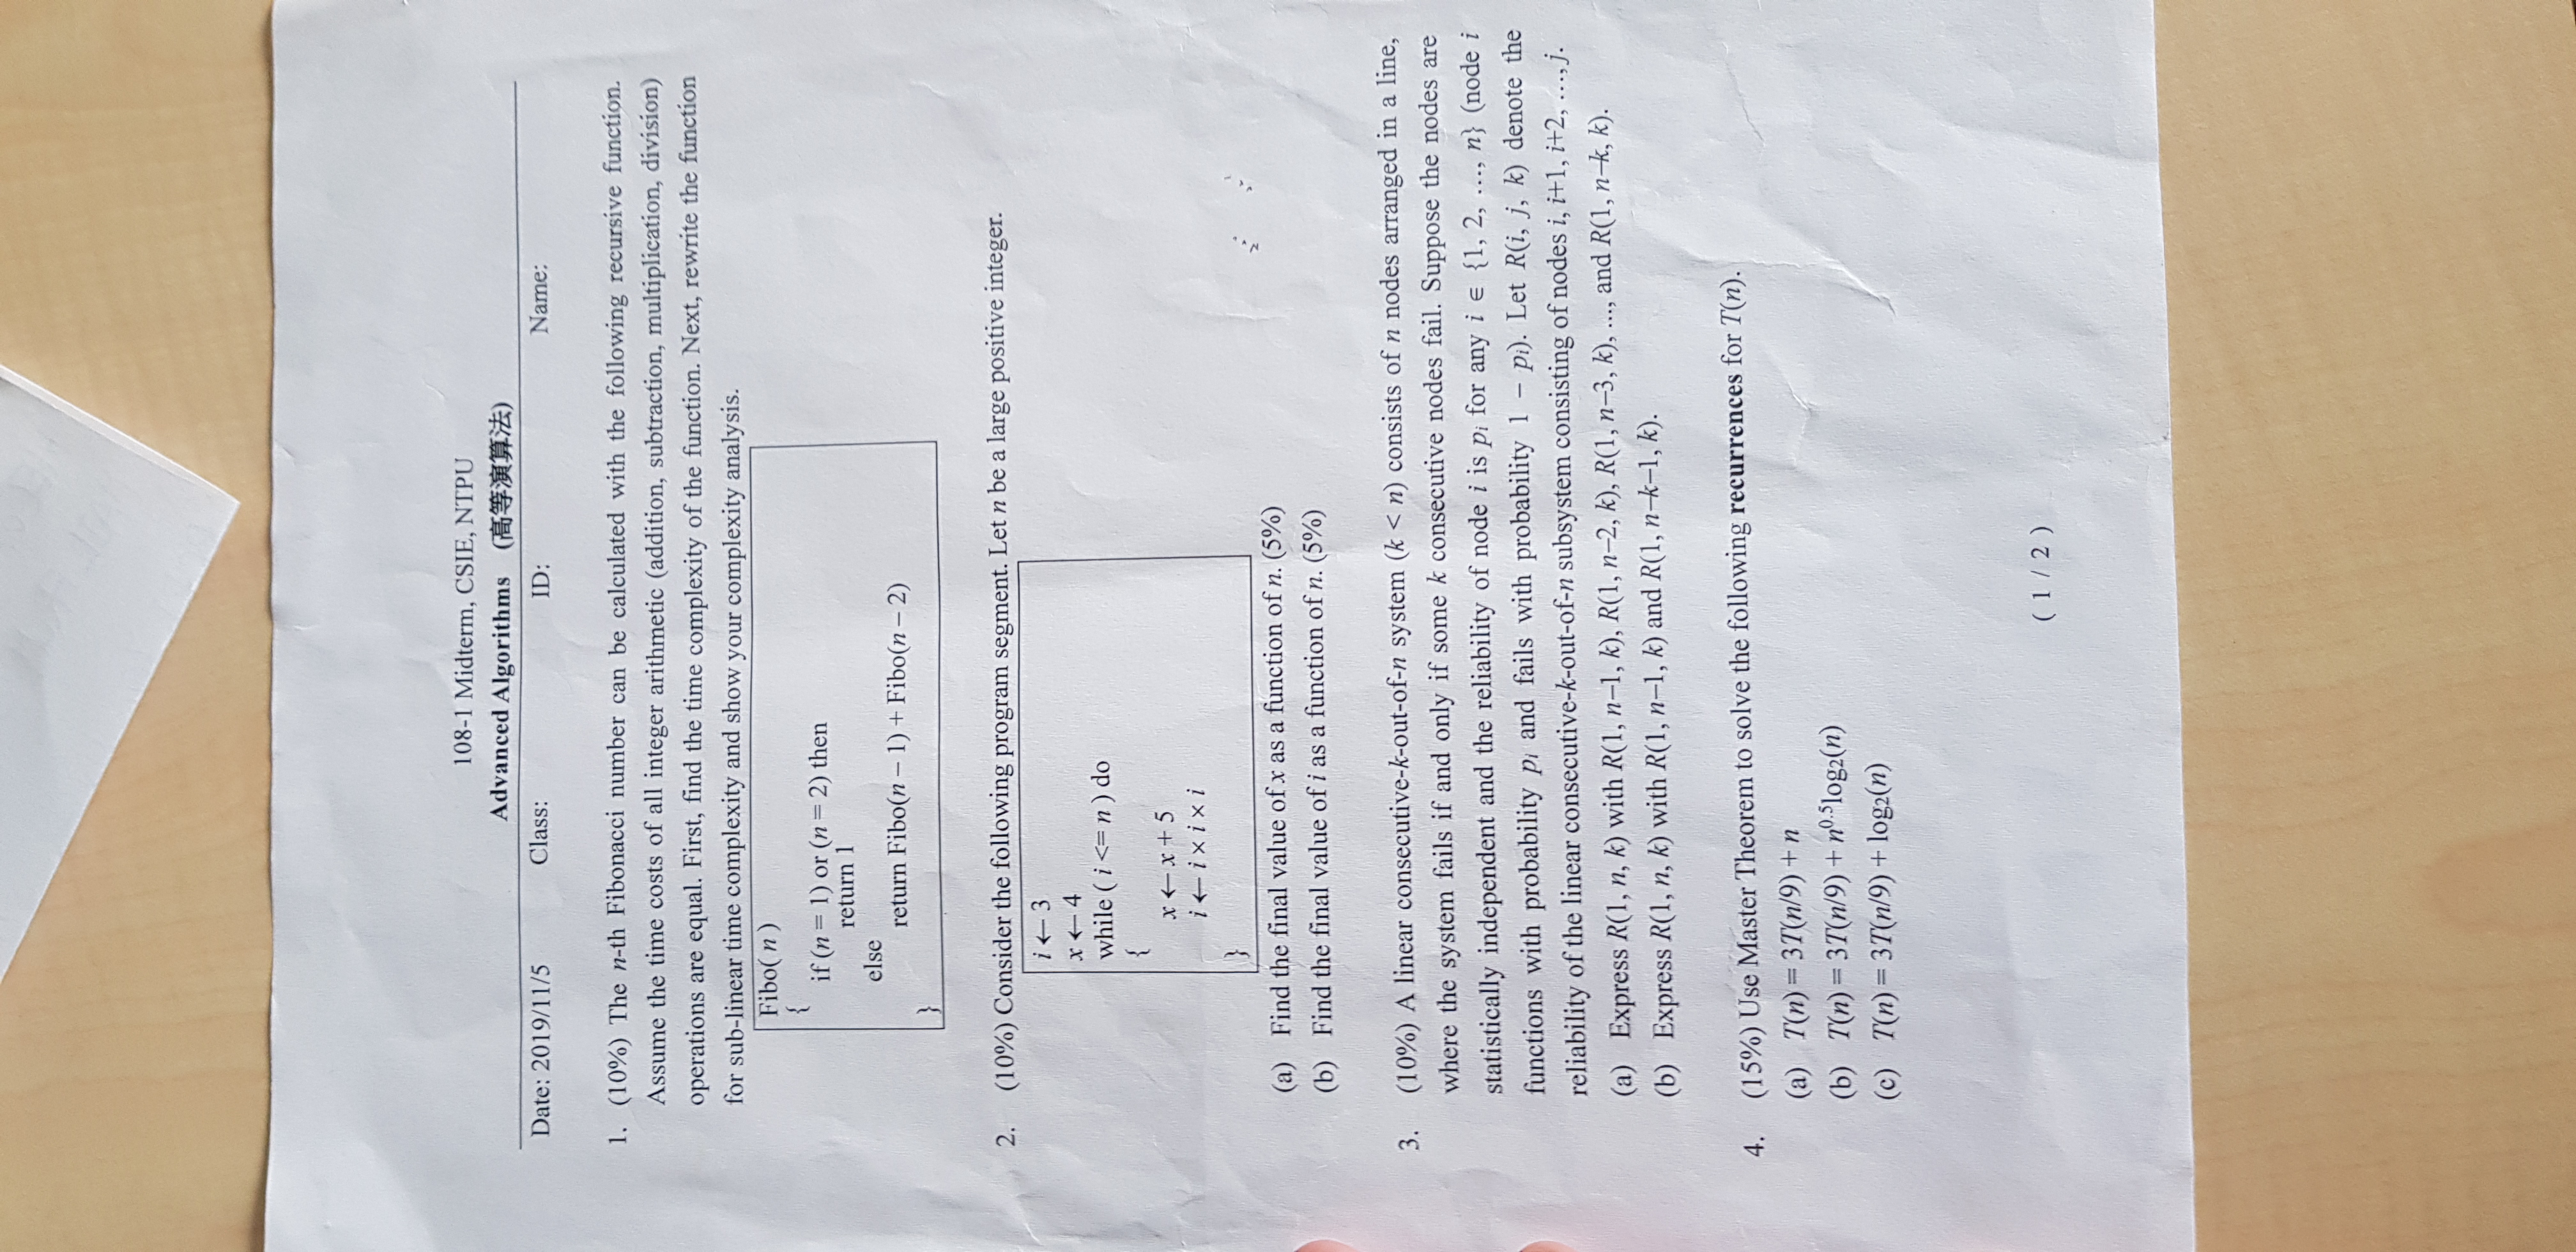 108-1 Midterm, CSIE, NTPU
Advanced Algorithms (高等演算法)
Date: 2019/11/5 Class: ID: Name:
1. (10%) The n-th Fibonacci number can be calculated with the following recursive function.
Assume the time costs of all integer arithmetic (addition, subtraction, multiplication, division)
operations are equal. First, find the time complexity of the function. Next, rewrite the function
for sub-linear time complexity and show your complexity analysis.
Fibo( n )
{
if (n = 1) or (n = 2) then
return 1
else
return Fibo(n – 1) + Fibo(n – 2)
}
2. (10%) Consider the following program segment. Let n be a large positive integer.
i ← 3
x ← 4
while ( i <= n ) do
{
x ← x + 5
i ← i × i × i
}
(a) Find the final value of x as a function of n. (5%)
(b) Find the final value of i as a function of n. (5%)
3. (10%) A linear consecutive-k-out-of-n system (k < n) consists of n nodes arranged in a line,
where the system fails if and only if some k consecutive nodes fail. Suppose the nodes are
statistically independent and the reliability of node i is pᵢ for any i ∈ {1, 2, …, n} (node i
functions with probability pᵢ and fails with probability 1 − pᵢ). Let R(i, j, k) denote the
reliability of the linear consecutive-k-out-of-n subsystem consisting of nodes i, i+1, i+2, …, j.
(a) Express R(1, n, k) with R(1, n–1, k), R(1, n–2, k), R(1, n–3, k), ..., and R(1, n–k, k).
(b) Express R(1, n, k) with R(1, n–1, k) and R(1, n–k–1, k).
4. (15%) Use Master Theorem to solve the following recurrences for T(n).
(a) T(n) = 3T(n/9) + n
(b) T(n) = 3T(n/9) + n⁰·⁵log₂(n)
(c) T(n) = 3T(n/9) + log₂(n)
( 1 / 2 )